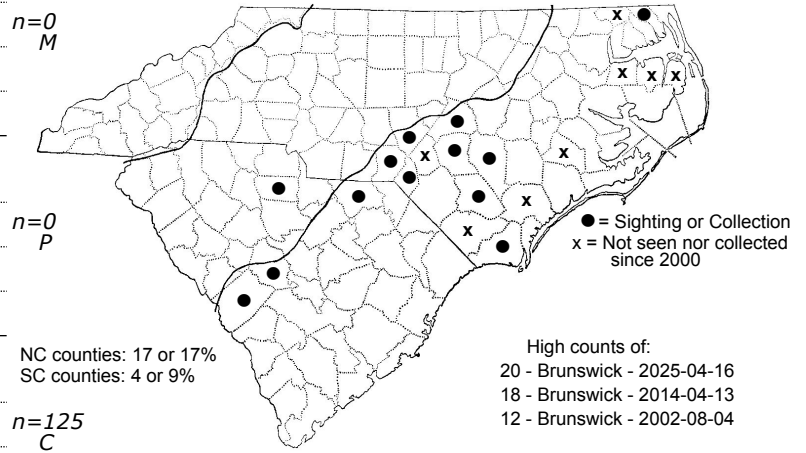 n=0
M
n=0
P
● = Sighting or Collection
x = Not seen nor collected
since 2000
NC counties: 17 or 17%
SC counties: 4 or 9%
High counts of:
20 - Brunswick - 2025-04-16
18 - Brunswick - 2014-04-13
12 - Brunswick - 2002-08-04
n=125
C